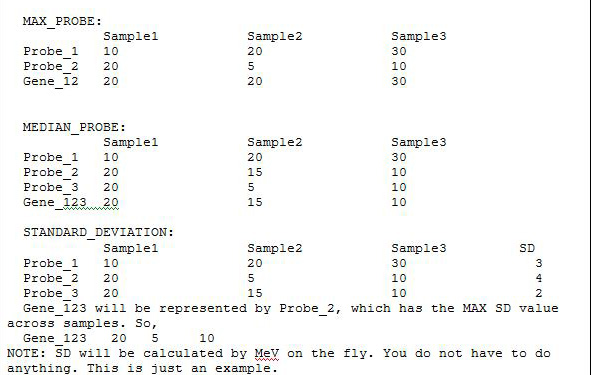 MAX_PROBE:
Sample1 Sample2 Sample3
Probe_1 10 20 30
Probe_2 20 5 10
Gene_12 20 20 30
MEDIAN_PROBE:
Sample1 Sample2 Sample3
Probe_1 10 20 30
Probe_2 20 15 10
Probe_3 20 5 10
Gene_123 20 15 10
STANDARD_DEVIATION:
Sample1 Sample2 Sample3 SD
Probe_1 10 20 30 3
Probe_2 20 5 10 4
Probe_3 20 15 10 2
Gene_123 will be represented by Probe_2, which has the MAX SD value
across samples. So,
Gene_123 20 5 10
NOTE: SD will be calculated by MeV on the fly. You do not have to do
anything. This is just an example.